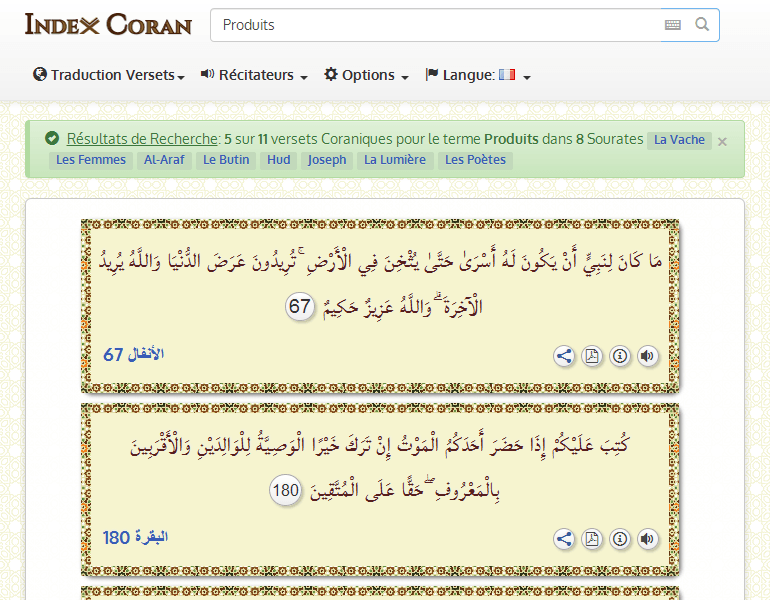 INDEX CORAN
Produits
Traduction Versets
Récitateurs
Options
Langue:
Résultats de Recherche: 5 sur 11 versets Coraniques pour le terme Produits dans 8 Sourates La Vache ×
Les Femmes Al-Araf Le Butin Hud Joseph La Lumière Les Poètes
مَا كَانَ لِنَبِيٍّ أَنْ يَكُونَ لَهُ أَسْرَىٰ حَتَّىٰ يُثْخِنَ فِي الْأَرْضِ ۚ تُرِيدُونَ عَرَضَ الدُّنْيَا وَاللَّهُ يُرِيدُ
الْآخِرَةَ ۗ وَاللَّهُ عَزِيزٌ حَكِيمٌ 67
الأنفال 67
كُتِبَ عَلَيْكُمْ إِذَا حَضَرَ أَحَدَكُمُ الْمَوْتُ إِنْ تَرَكَ خَيْرًا الْوَصِيَّةُ لِلْوَالِدَيْنِ وَالْأَقْرَبِينَ
بِالْمَعْرُوفِ ۖ حَقًّا عَلَى الْمُتَّقِينَ 180
البقرة 180